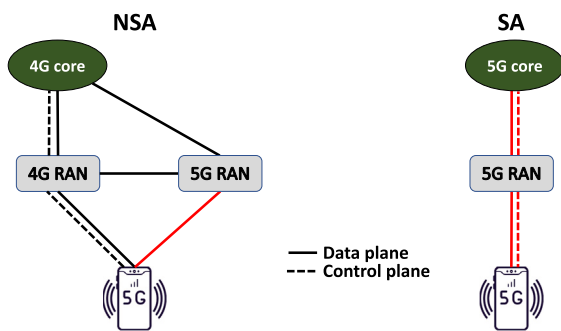 NSA
SA
4G core
5G core
4G RAN
5G RAN
5G RAN
Data plane
Control plane
5G
5G